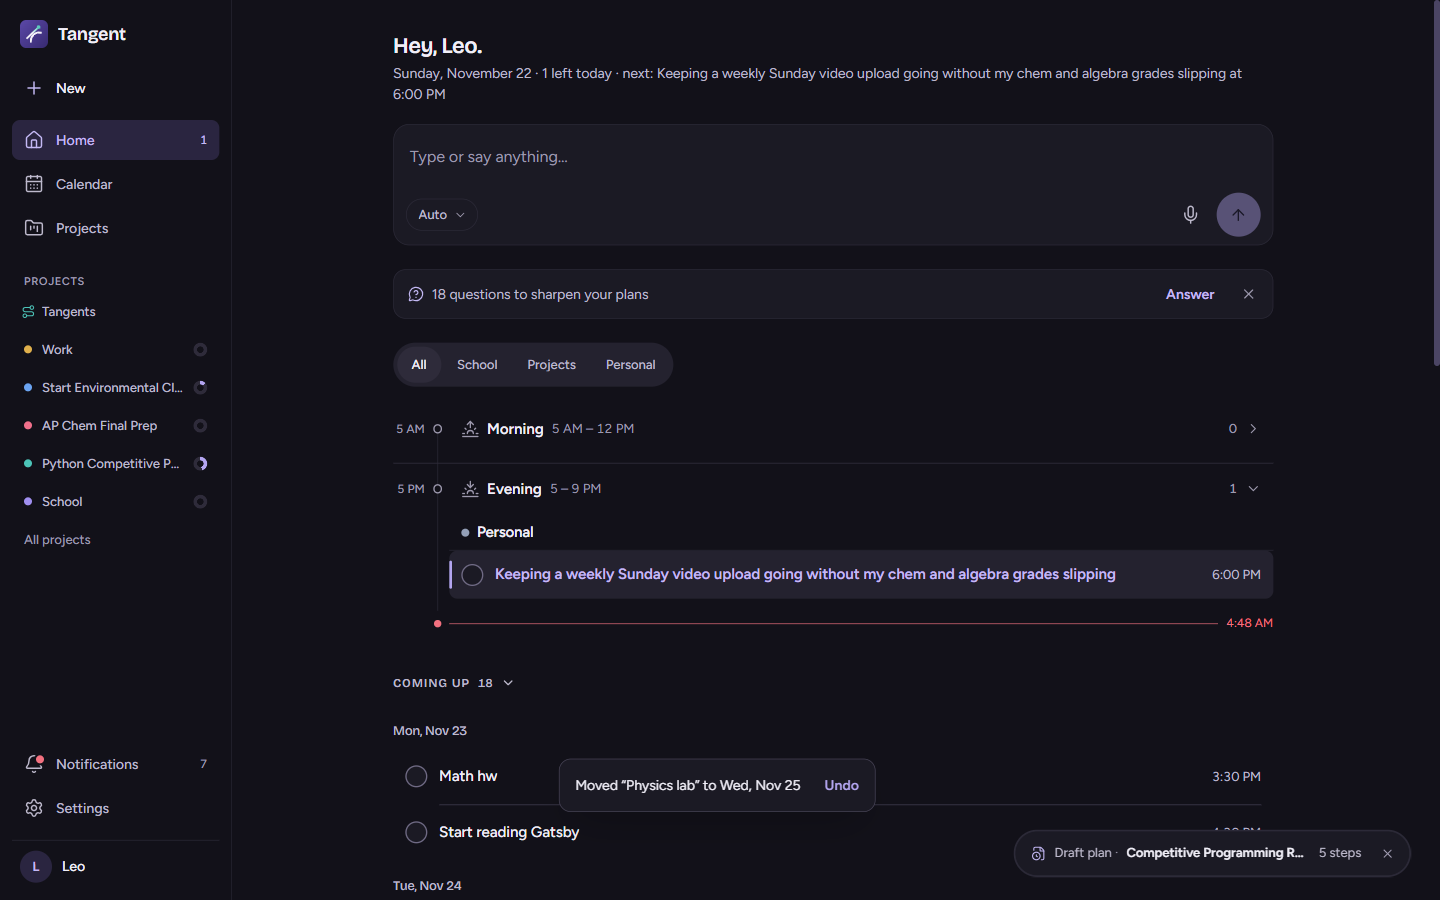 Tangent
New
Home 1
Calendar
Projects
PROJECTS
Tangents
Work
Start Environmental Cl...
AP Chem Final Prep
Python Competitive P...
School
All projects
Notifications 7
Settings
L Leo
Hey, Leo.
Sunday, November 22 · 1 left today · next: Keeping a weekly Sunday video upload going without my chem and algebra grades slipping at
6:00 PM
Type or say anything...
Auto
18 questions to sharpen your plans Answer
All School Projects Personal
5 AM Morning 5 AM – 12 PM 0
5 PM Evening 5 – 9 PM 1
Personal
Keeping a weekly Sunday video upload going without my chem and algebra grades slipping 6:00 PM
4:48 AM
COMING UP 18
Mon, Nov 23
Math hw 3:30 PM
Moved “Physics lab” to Wed, Nov 25 Undo
Start reading Gatsby
Draft plan · Competitive Programming R... 5 steps
Tue, Nov 24